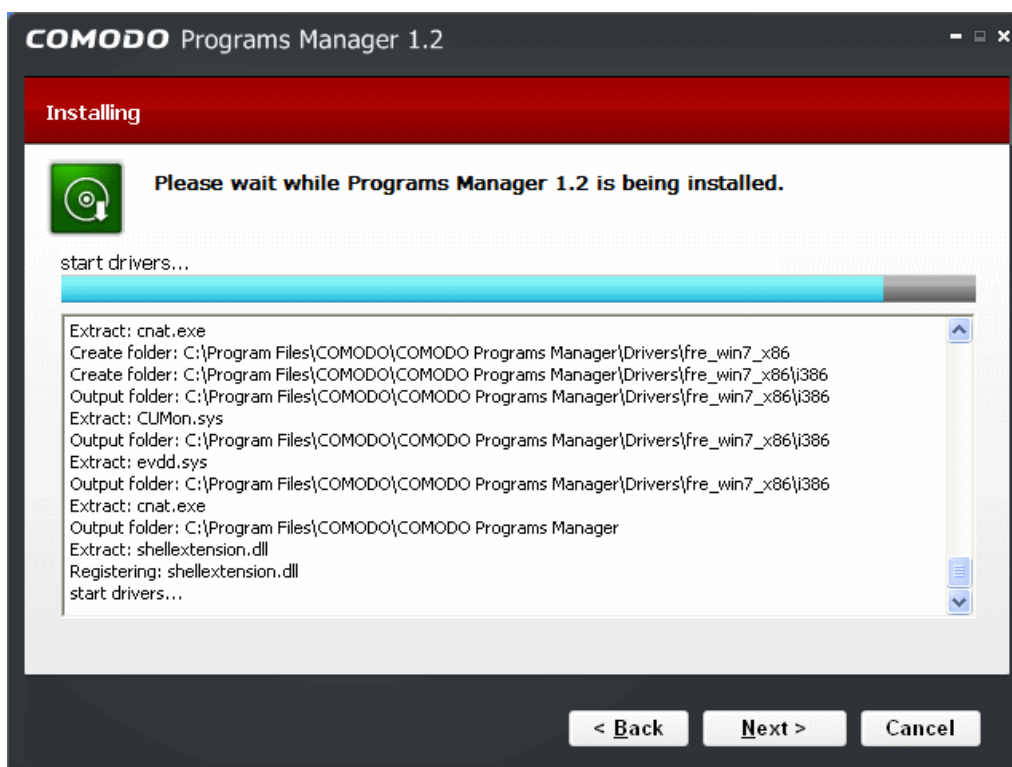 COMODO Programs Manager 1.2
Installing
Please wait while Programs Manager 1.2 is being installed.
start drivers...
Extract: cnat.exe
Create folder: C:\Program Files\COMODO\COMODO Programs Manager\Drivers\fre_win7_x86
Create folder: C:\Program Files\COMODO\COMODO Programs Manager\Drivers\fre_win7_x86\i386
Output folder: C:\Program Files\COMODO\COMODO Programs Manager\Drivers\fre_win7_x86\i386
Extract: CUMon.sys
Output folder: C:\Program Files\COMODO\COMODO Programs Manager\Drivers\fre_win7_x86\i386
Extract: evdd.sys
Output folder: C:\Program Files\COMODO\COMODO Programs Manager\Drivers\fre_win7_x86\i386
Extract: cnat.exe
Output folder: C:\Program Files\COMODO\COMODO Programs Manager
Extract: shellextension.dll
Registering: shellextension.dll
start drivers...
< Back Next > Cancel